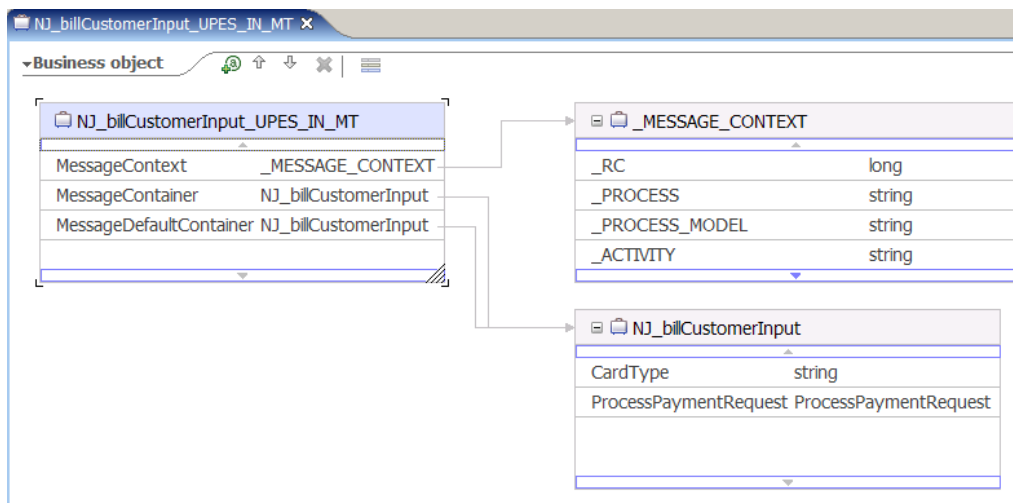 NJ_billCustomerInput_UPES_IN_MT
Business object
NJ_billCustomerInput_UPES_IN_MT
MessageContext _MESSAGE_CONTEXT
MessageContainer NJ_billCustomerInput
MessageDefaultContainer NJ_billCustomerInput
_MESSAGE_CONTEXT
_RC long
_PROCESS string
_PROCESS_MODEL string
_ACTIVITY string
NJ_billCustomerInput
CardType string
ProcessPaymentRequest ProcessPaymentRequest